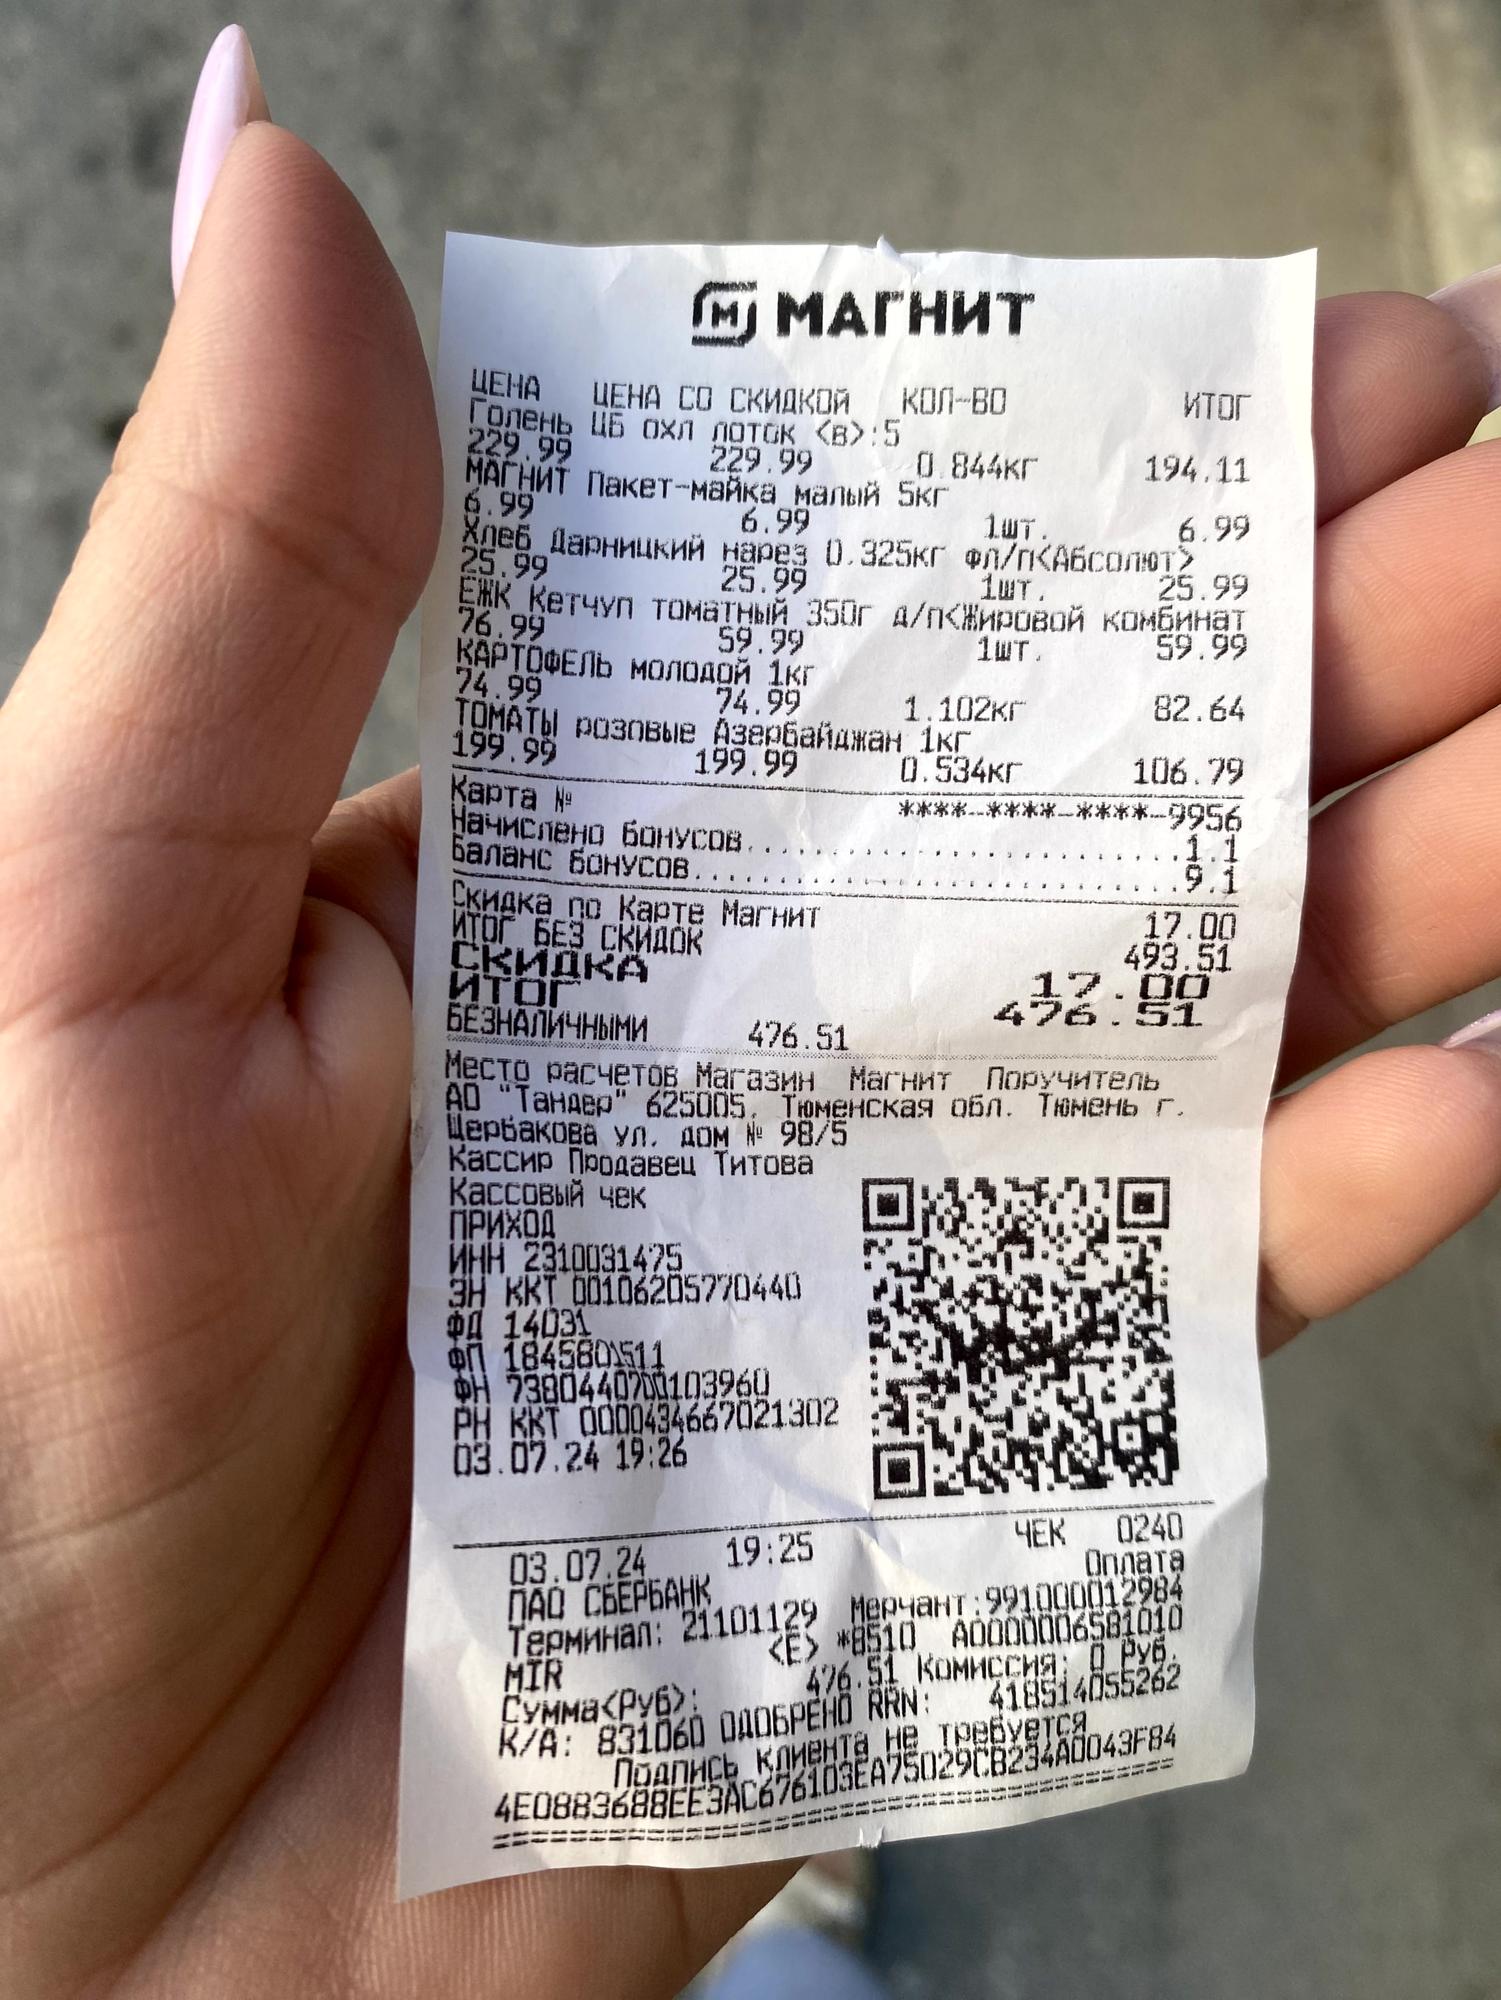 МАГНИТ
ЦЕНА ЦЕНА СО СКИДКОЙ КОЛ-ВО ИТОГ
Голень ЦБ охл лоток <в>:5
229.99 229.99 0.844кг 194.11
МАГНИТ Пакет-майка малый 5кг
6.99 6.99 1шт. 6.99
Хлеб Дарницкий нарез 0.325кг фл/п<Абсолют>
25.99 25.99 1шт. 25.99
ЕЖК Кетчуп томатный 350г д/п<Жировой комбинат
76.99 59.99 1шт. 59.99
КАРТОФЕЛЬ молодой 1кг
74.99 74.99 1.102кг 82.64
ТОМАТЫ розовые Азербайджан 1кг
199.99 199.99 0.534кг 106.79
Карта № ****-****-****-9956
Начислено бонусов..............................1.1
Баланс бонусов.................................9.1
Скидка по Карте Магнит 17.00
ИТОГ БЕЗ СКИДОК 493.51
СКИДКА 17.00
ИТОГ 476.51
БЕЗНАЛИЧНЫМИ 476.51
Место расчетов Магазин Магнит Поручитель
АО "Тандер" 625005, Тюменская обл. Тюмень г.
Щербакова ул. дом № 98/5
Кассир Продавец Титова
Кассовый чек
ПРИХОД
ИНН 2310031475
ЗН ККТ 00106205770440
ФД 14031
ФП 1845801511
ФН 7380440700103960
РН ККТ 0000434667021302
03.07.24 19:26
03.07.24 19:25 ЧЕК 0240
ПАО СБЕРБАНК Оплата
Терминал: 21101129 Мерчант:991000012984
MIR <E> *8510 A0000006581010
Сумма<Руб>: 476.51 Комиссия: 0 Руб.
К/А: 831060 ОДОБРЕНО RRN: 418514055262
Подпись клиента не требуется
4E0883688EE3AC676103EA75029CB234A0043F84
========================================